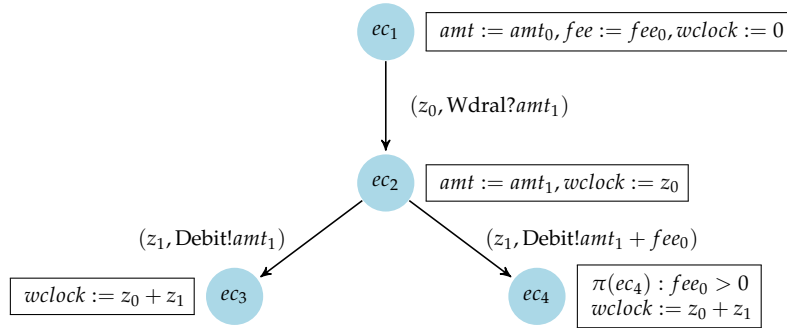 ec₁ amt := amt₀, fee := fee₀, wclock := 0
(z₀, Wdral?amt₁)
ec₂ amt := amt₁, wclock := z₀
(z₁, Debit!amt₁) (z₁, Debit!amt₁ + fee₀)
wclock := z₀ + z₁ ec₃ ec₄ π(ec₄) : fee₀ > 0
wclock := z₀ + z₁